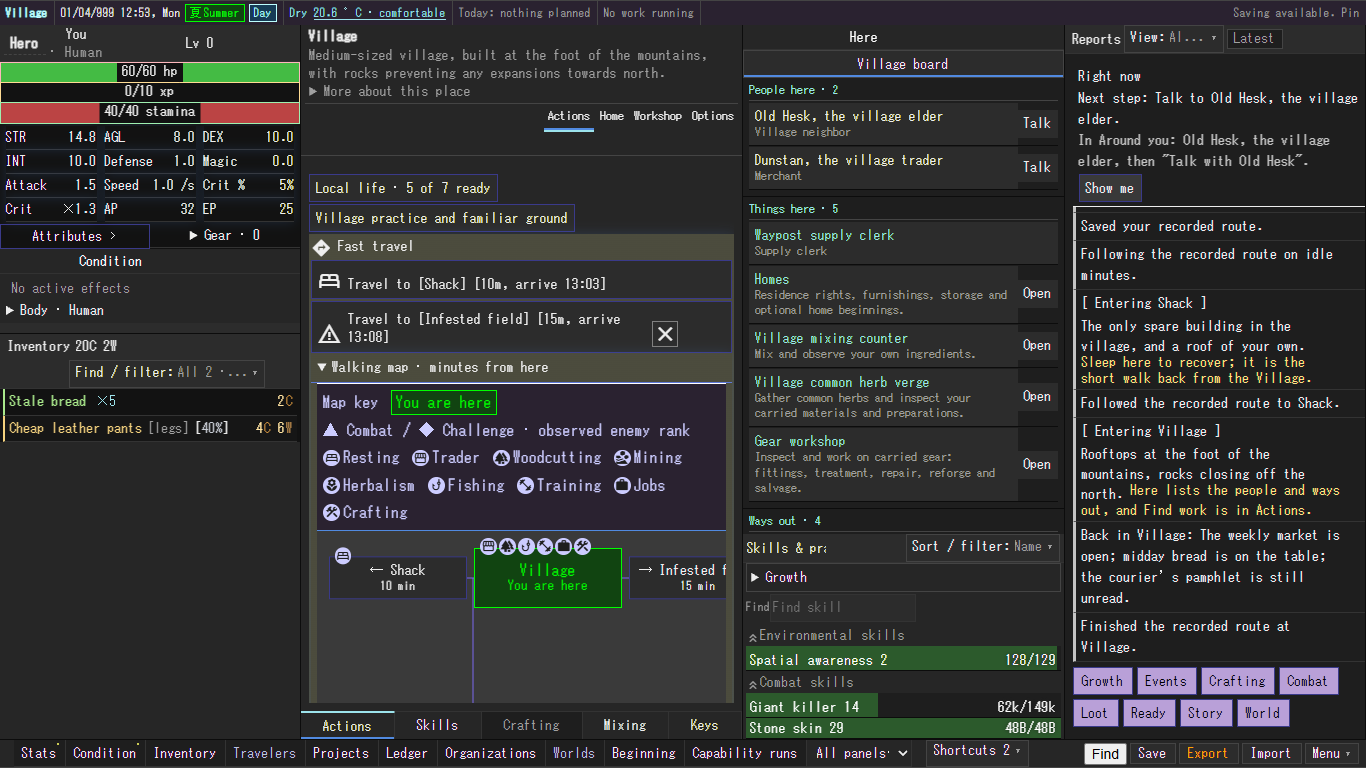 Village 01/04/999 12:53, Mon 夏Summer Day Dry 20.6 ° C · comfortable Today: nothing planned No work running Saving available. Pin
Hero · You Lv 0
Human
60/60 hp
0/10 xp
40/40 stamina
STR 14.8 AGL 8.0 DEX 10.0
INT 10.0 Defense 1.0 Magic 0.0
Attack 1.5 Speed 1.0 /s Crit % 5%
Crit ×1.3 AP 32 EP 25
Attributes > ▶ Gear · 0
Condition
No active effects
▶ Body · Human
Inventory 20C 2W
Find / filter: All 2 ·... ▾
Stale bread ×5 2C
Cheap leather pants [legs] [40%] 4C 6W
Village
Medium-sized village, built at the foot of the mountains,
with rocks preventing any expansions towards north.
▶ More about this place
Actions Home Workshop Options
Local life · 5 of 7 ready
Village practice and familiar ground
Fast travel
Travel to [Shack] [10m, arrive 13:03]
Travel to [Infested field] [15m, arrive
13:08]
▼ Walking map · minutes from here
Map key You are here
▲ Combat / ◆ Challenge · observed enemy rank
Resting Trader Woodcutting Mining
Herbalism Fishing Training Jobs
Crafting
← Shack
10 min
Village
You are here
→ Infested f
15 min
Actions Skills Crafting Mixing Keys
Here
Village board
People here · 2
Old Hesk, the village elder
Village neighbor
Talk
Dunstan, the village trader
Merchant
Talk
Things here · 5
Waypost supply clerk
Supply clerk
Homes
Residence rights, furnishings, storage and
optional home beginnings.
Open
Village mixing counter
Mix and observe your own ingredients.
Open
Village common herb verge
Gather common herbs and inspect your
carried materials and preparations.
Open
Gear workshop
Inspect and work on carried gear:
fittings, treatment, repair, reforge and
salvage.
Open
Ways out · 4
Skills & pra Sort / filter: Name ▾
▶ Growth
Find Find skill
Environmental skills
Spatial awareness 2 128/129
Combat skills
Giant killer 14 62k/149k
Stone skin 29 48B/48B
Reports View: Al... ▾ Latest
Right now
Next step: Talk to Old Hesk, the village
elder.
In Around you: Old Hesk, the village
elder, then "Talk with Old Hesk".
Show me
Saved your recorded route.
Following the recorded route on idle
minutes.
[ Entering Shack ]
The only spare building in the
village, and a roof of your own.
Sleep here to recover; it is the
short walk back from the Village.
Followed the recorded route to Shack.
[ Entering Village ]
Rooftops at the foot of the
mountains, rocks closing off the
north. Here lists the people and ways
out, and Find work is in Actions.
Back in Village: The weekly market is
open; midday bread is on the table;
the courier's pamphlet is still
unread.
Finished the recorded route at
Village.
Growth Events Crafting Combat
Loot Ready Story World
Stats Condition Inventory Travelers Projects Ledger Organizations Worlds Beginning Capability runs All panels· Shortcuts 2 ▾ Find Save Export Import Menu ▾